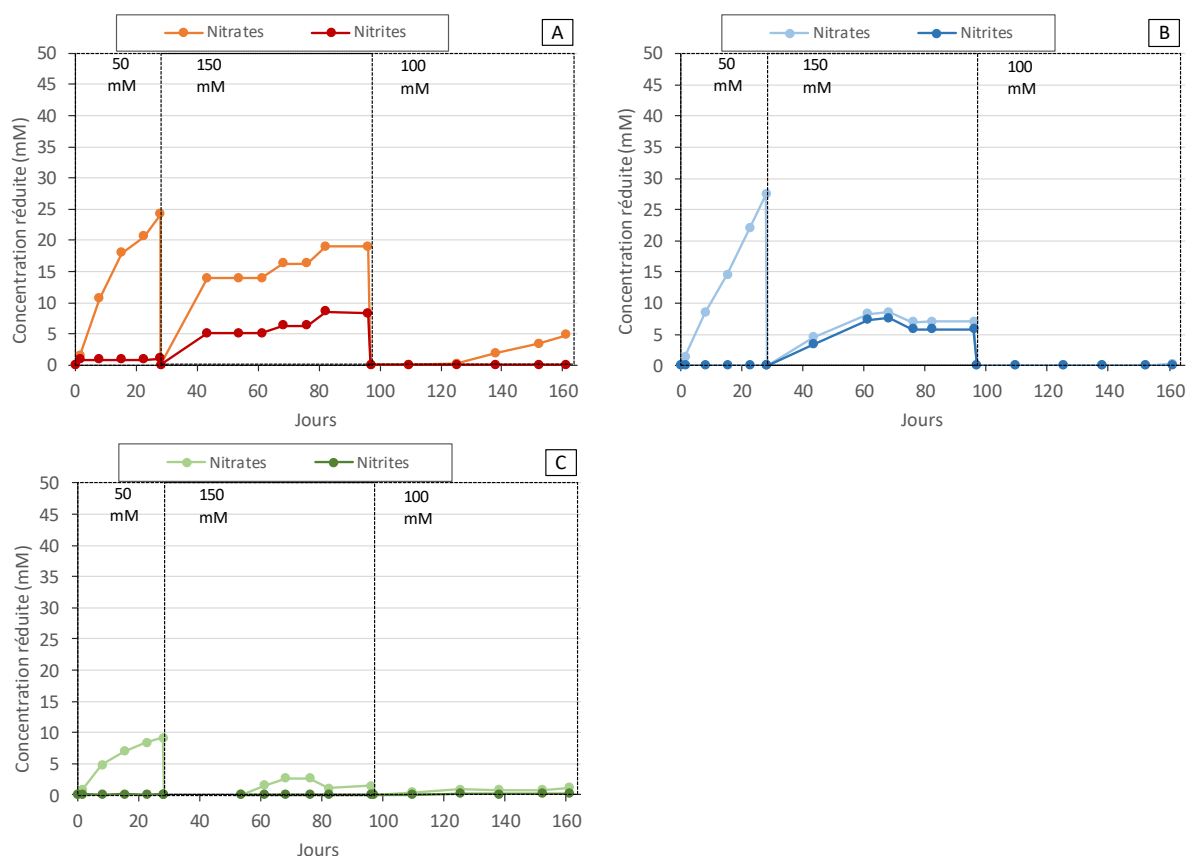 Nitrates Nitrites A
50 150 100
mM mM mM
50
45
40
35
30
25
20
15
10
5
0
Concentration réduite (mM)
0 20 40 60 80 100 120 140 160
Jours
Nitrates Nitrites B
50 150 100
mM mM mM
50
45
40
35
30
25
20
15
10
5
0
Concentration réduite (mM)
0 20 40 60 80 100 120 140 160
Jours
Nitrates Nitrites C
50 150 100
mM mM mM
50
45
40
35
30
25
20
15
10
5
0
Concentration réduite (mM)
0 20 40 60 80 100 120 140 160
Jours